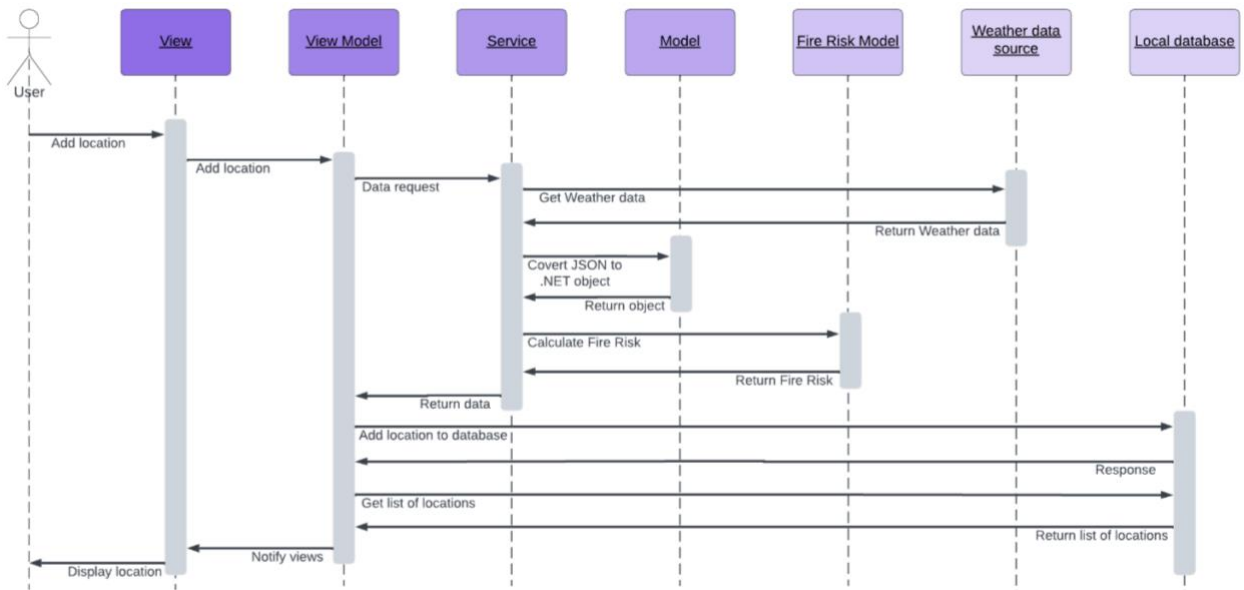 View
View Model
Service
Model
Fire Risk Model
Weather data
source
Local database
User
Add location
Add location
Data request
Get Weather data
Return Weather data
Covert JSON to
.NET object
Return object
Calculate Fire Risk
Return Fire Risk
Return data
Add location to database
Response
Get list of locations
Return list of locations
Notify views
Display location